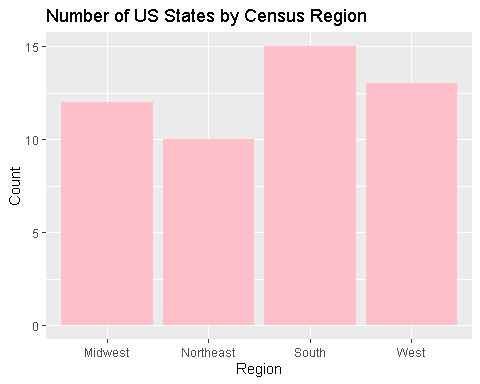 Number of US States by Census Region
15
10
5
0
Count
Midwest Northeast South West
Region